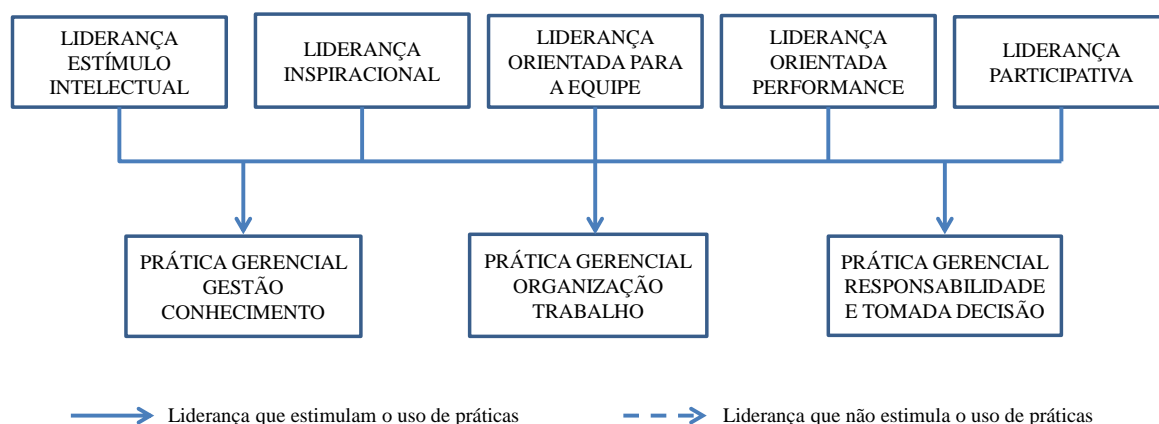 LIDERANÇA
ESTÍMULO
INTELECTUAL
LIDERANÇA
INSPIRACIONAL
LIDERANÇA
ORIENTADA PARA
A EQUIPE
LIDERANÇA
ORIENTADA
PERFORMANCE
LIDERANÇA
PARTICIPATIVA
PRÁTICA GERENCIAL
GESTÃO
CONHECIMENTO
PRÁTICA GERENCIAL
ORGANIZAÇÃO
TRABALHO
PRÁTICA GERENCIAL
RESPONSABILIDADE
E TOMADA DECISÃO
Liderança que estimulam o uso de práticas
Liderança que não estimula o uso de práticas